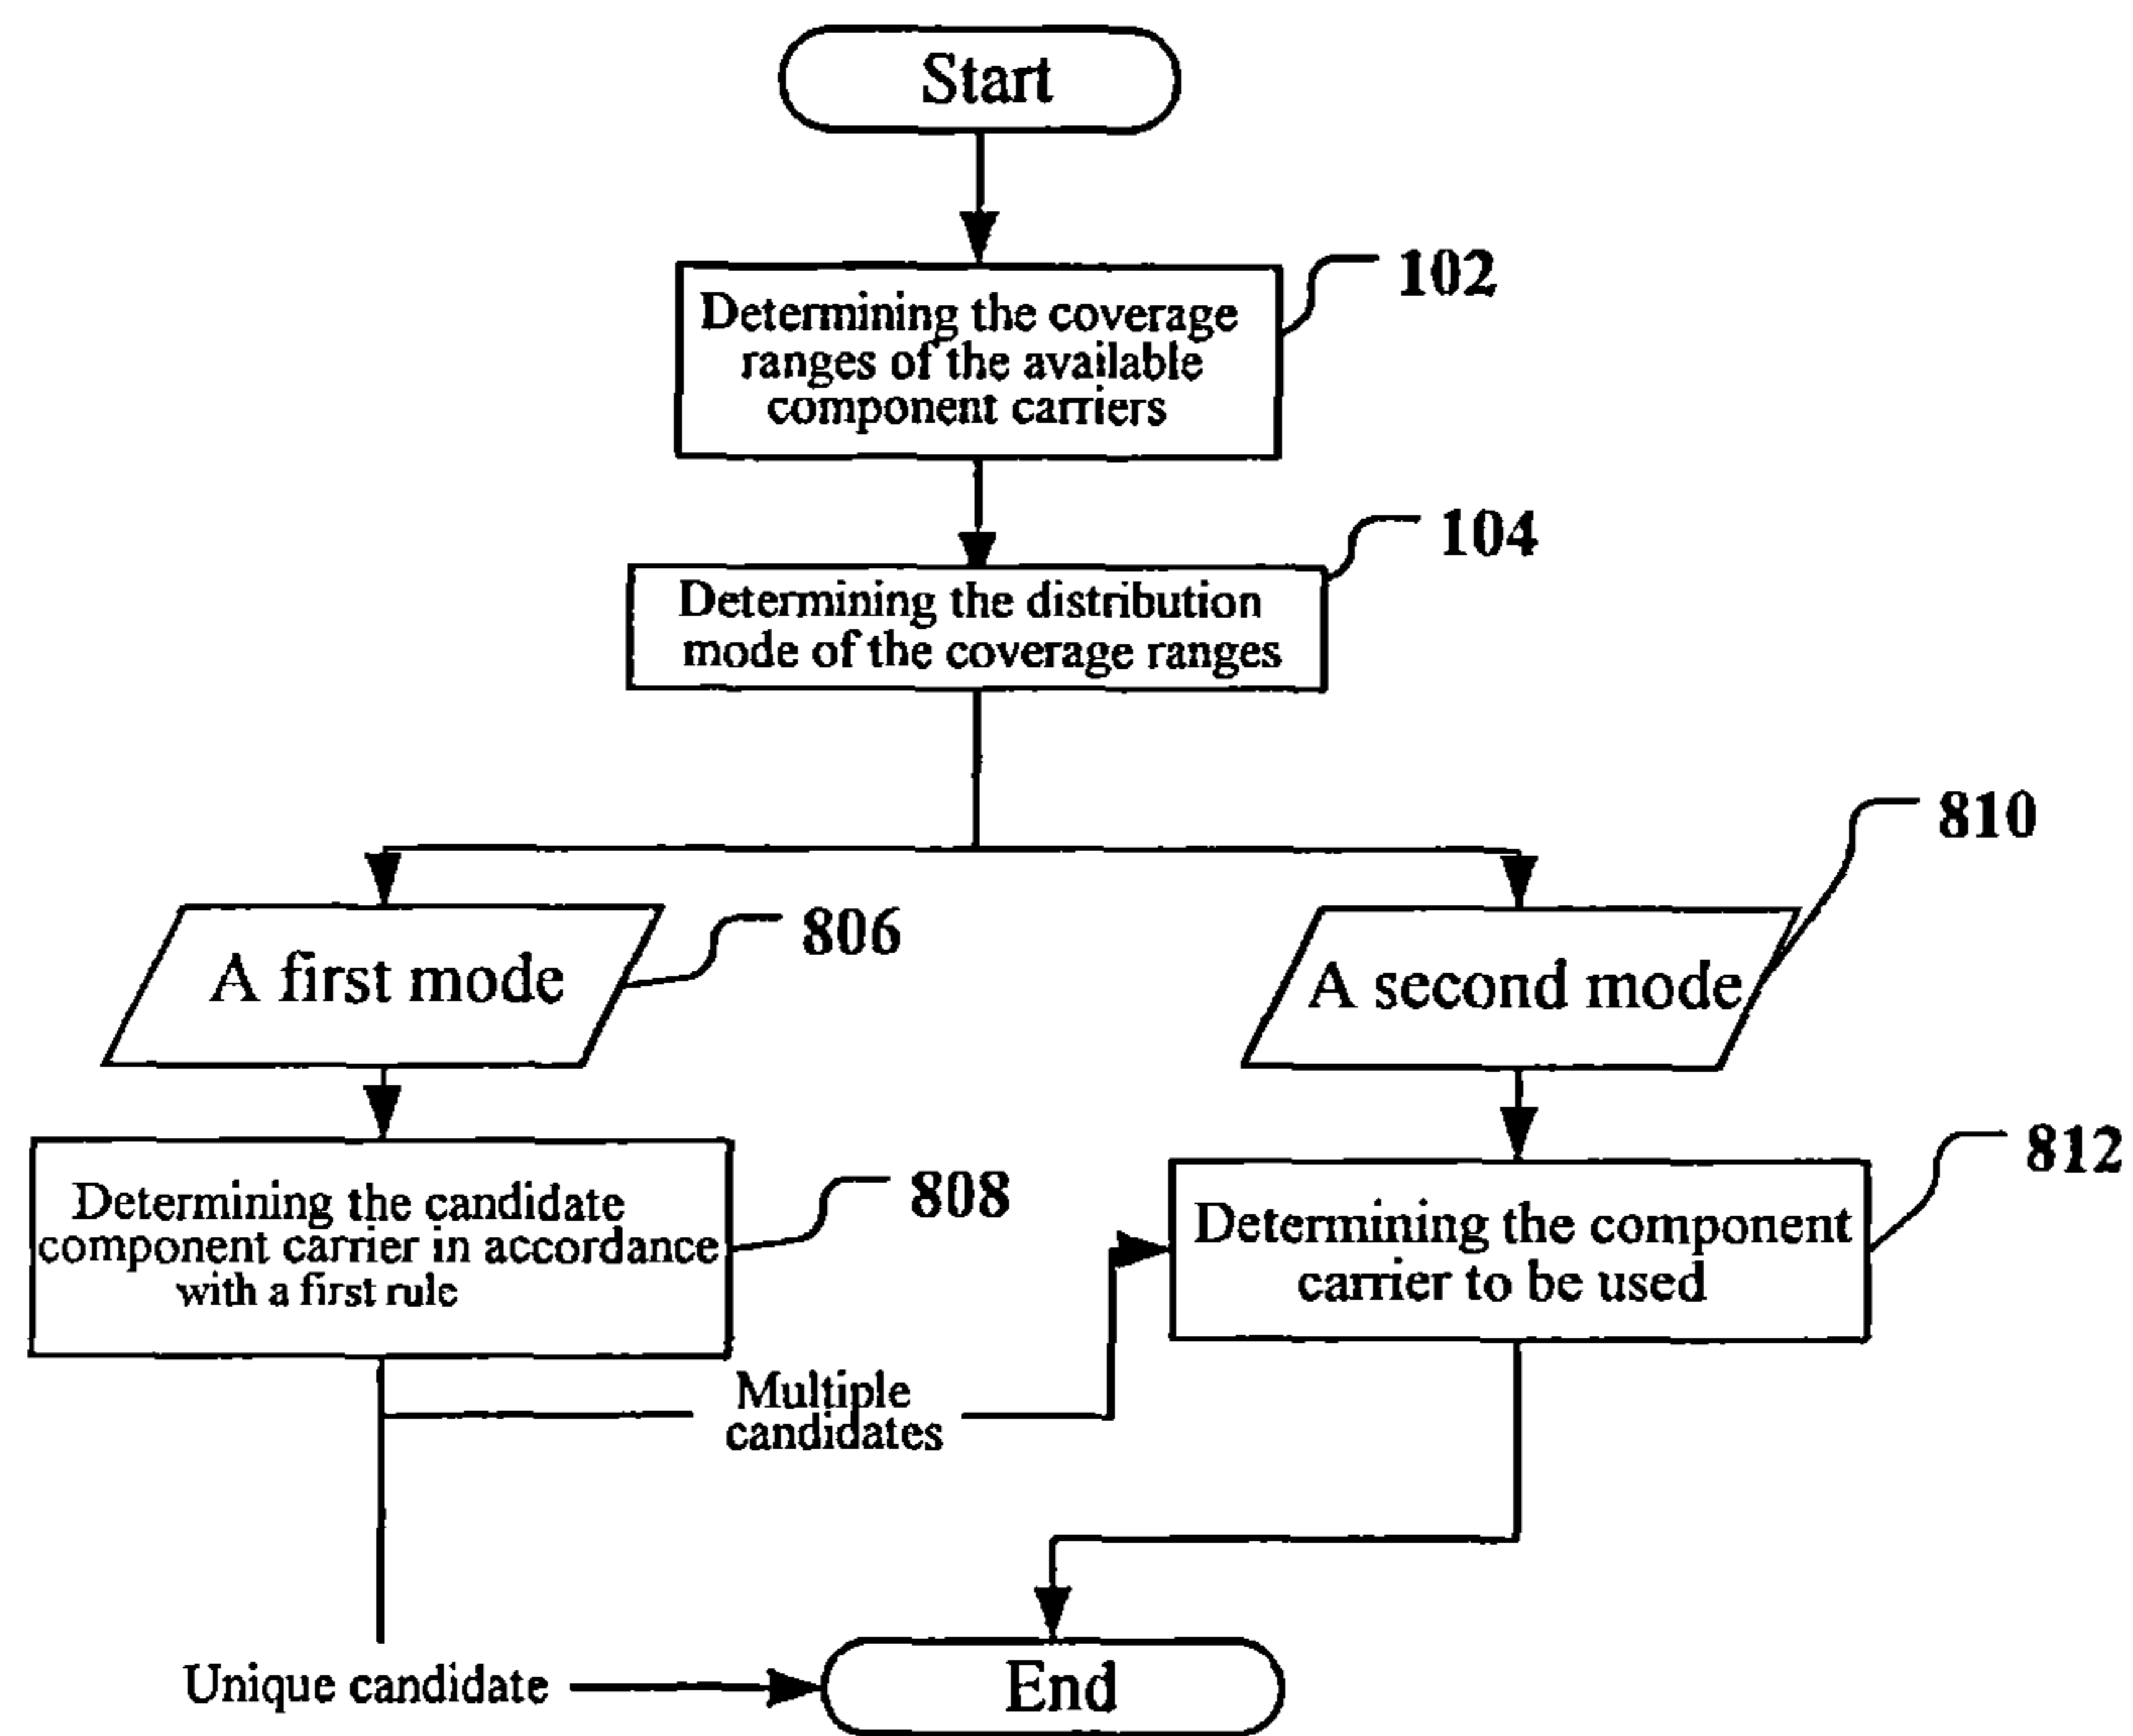 Start
Determining the coverage
ranges of the available
component carriers
102
Determining the distribution
mode of the coverage ranges
104
A first mode
806
A second mode
810
Determining the candidate
component carrier in accordance
with a first rule
808
Determining the component
carrier to be used
812
Multiple
candidates
Unique candidate
End